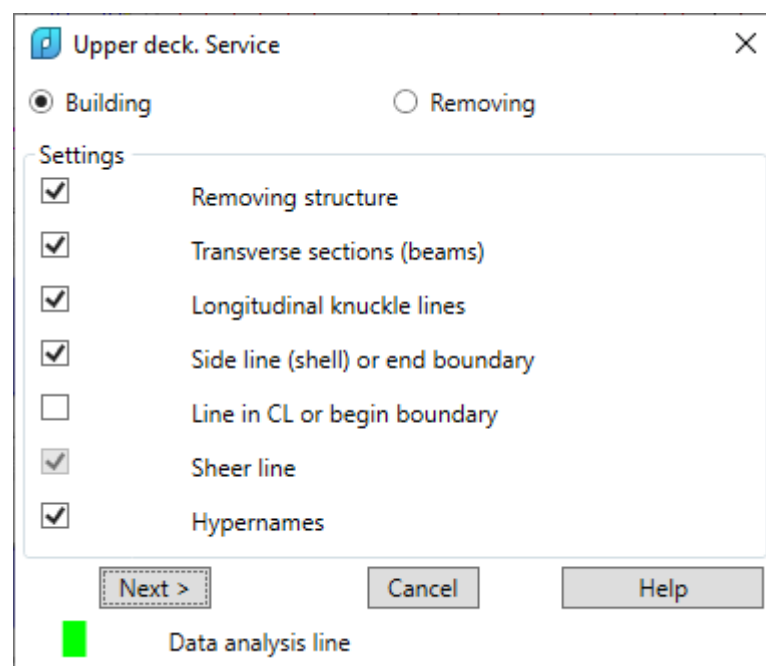 Upper deck. Service
Building Removing
Settings
Removing structure
Transverse sections (beams)
Longitudinal knuckle lines
Side line (shell) or end boundary
Line in CL or begin boundary
Sheer line
Hypernames
Next > Cancel Help
Data analysis line